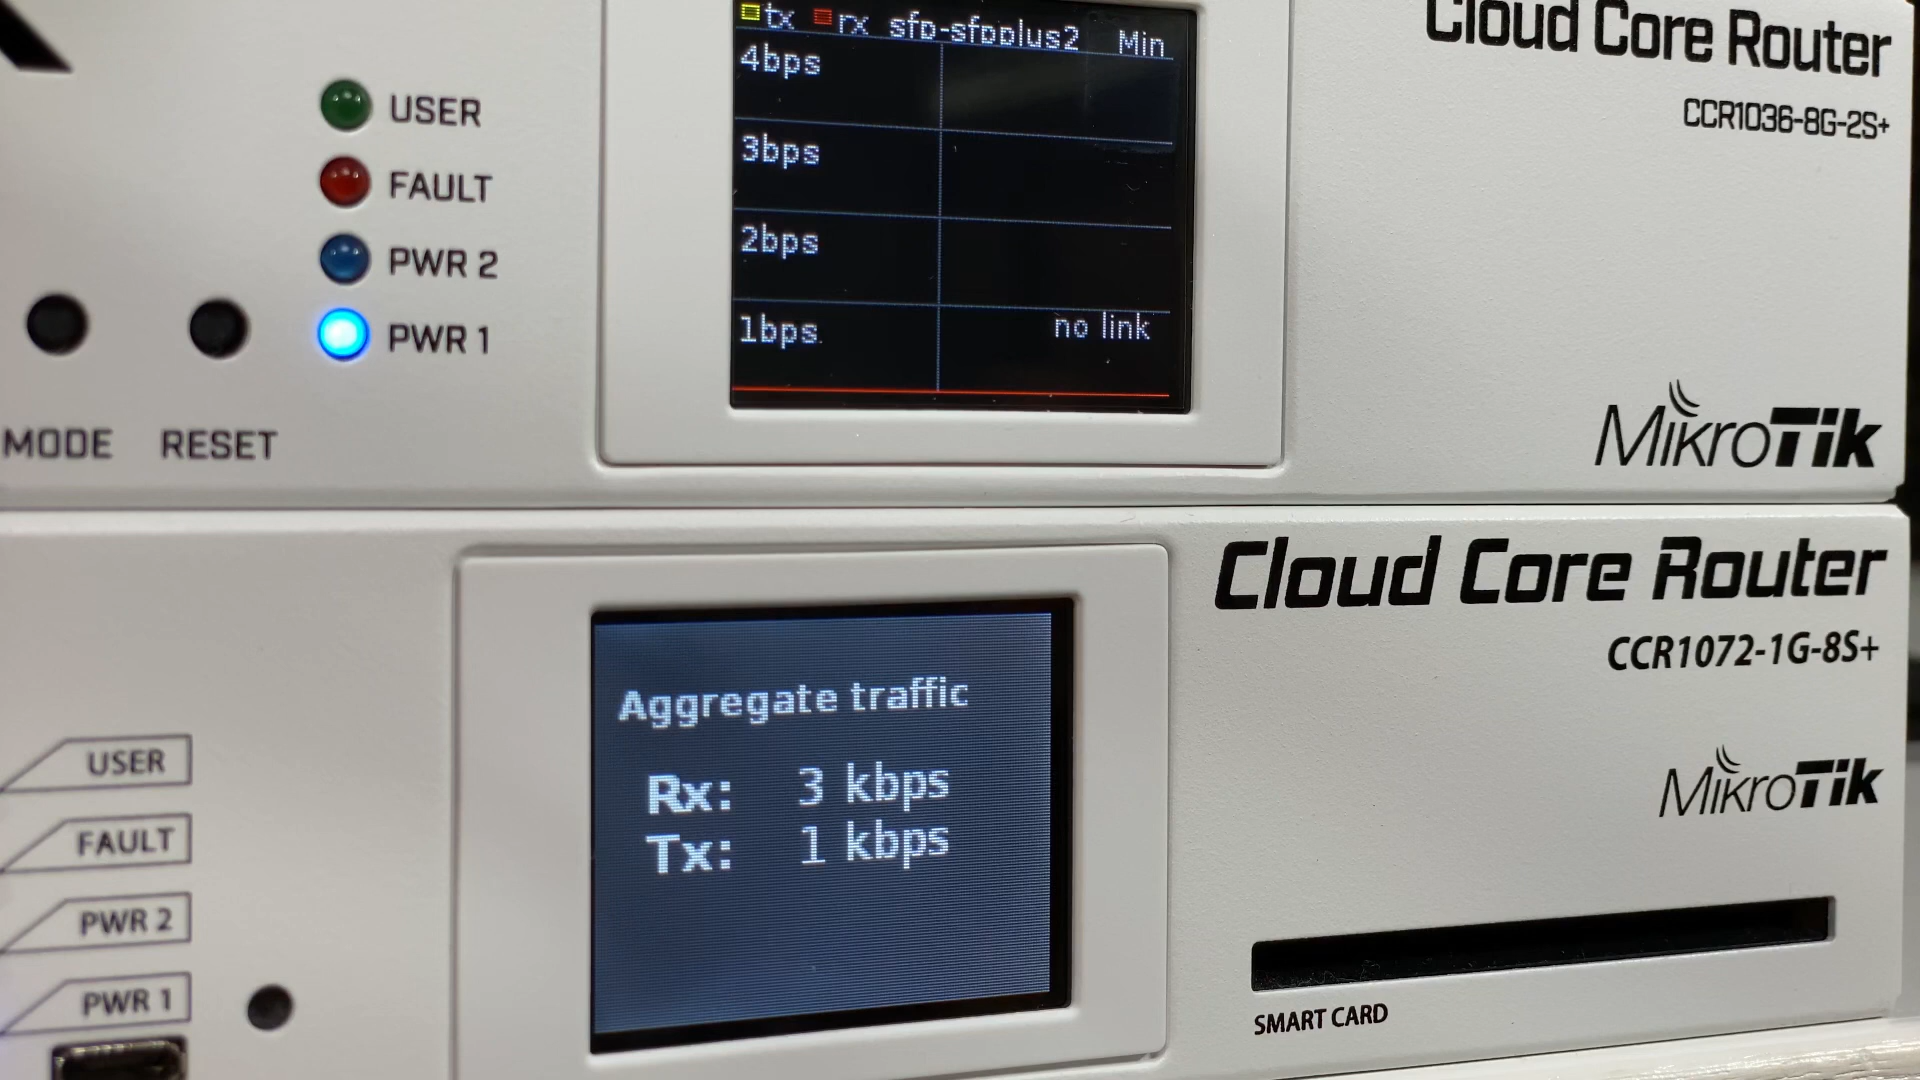 tx rx sfp-sfpplus2 Min
4bps
3bps
2bps
1bps
no link
USER
FAULT
PWR 2
PWR 1
MODE RESET
Cloud Core Router
CCR1036-8G-2S+
MikroTik
Aggregate traffic
Rx: 3 kbps
Tx: 1 kbps
USER
FAULT
PWR 2
PWR 1
Cloud Core Router
CCR1072-1G-8S+
MikroTik
SMART CARD